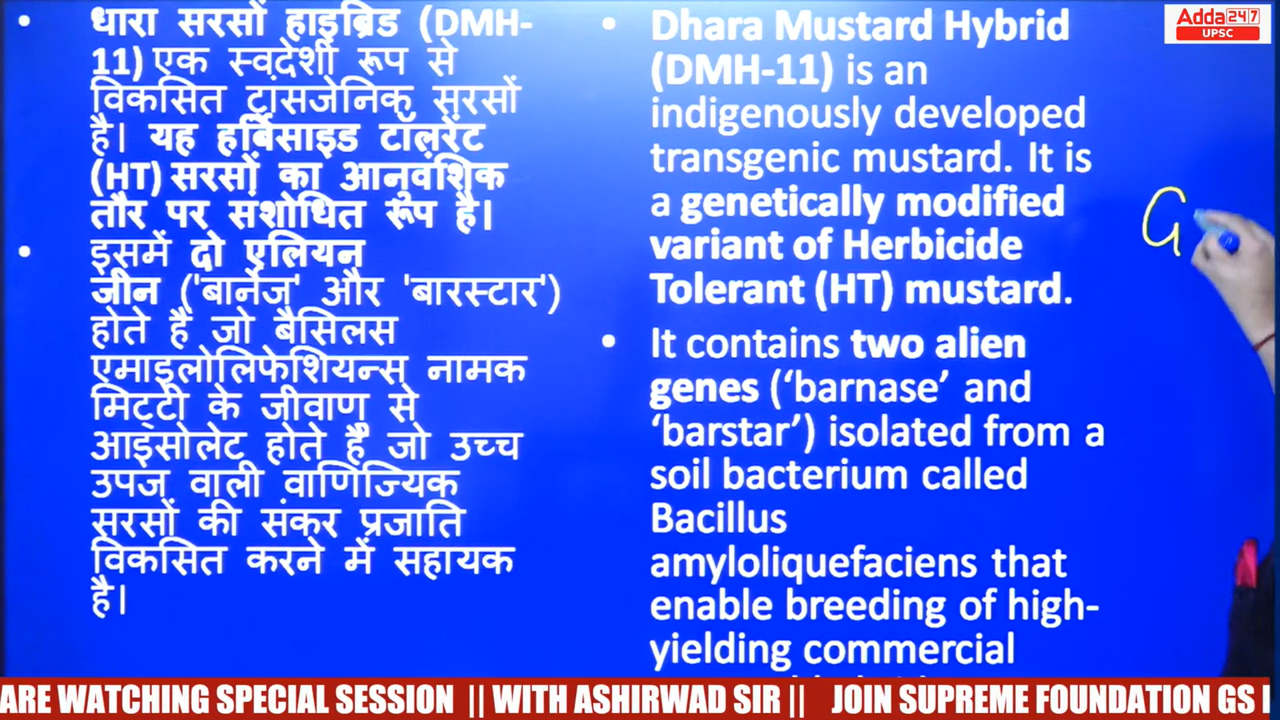 धारा सरसों हाइब्रिड (DMH-
11) एक स्वदेशी रूप से
विकसित ट्रांसजेनिक सरसों
है। यह हर्बिसाइड टॉलरेंट
(HT) सरसों का आनुवंशिक
तौर पर संशोधित रूप है।
इसमें दो एलियन
जीन ('बार्नेज' और 'बारस्टार')
होते हैं जो बैसिलस
एमाइलोलिफेशियन्स नामक
मिट्टी के जीवाणु से
आइसोलेट होते हैं जो उच्च
उपज वाली वाणिज्यिक
सरसों की संकर प्रजाति
विकसित करने में सहायक
है।
Dhara Mustard Hybrid
(DMH-11) is an
indigenously developed
transgenic mustard. It is
a genetically modified
variant of Herbicide
Tolerant (HT) mustard.
It contains two alien
genes (‘barnase’ and
‘barstar’) isolated from a
soil bacterium called
Bacillus
amyloliquefaciens that
enable breeding of high-
yielding commercial
G
Adda247
UPSC
ARE WATCHING SPECIAL SESSION || WITH ASHIRWAD SIR || JOIN SUPREME FOUNDATION GS